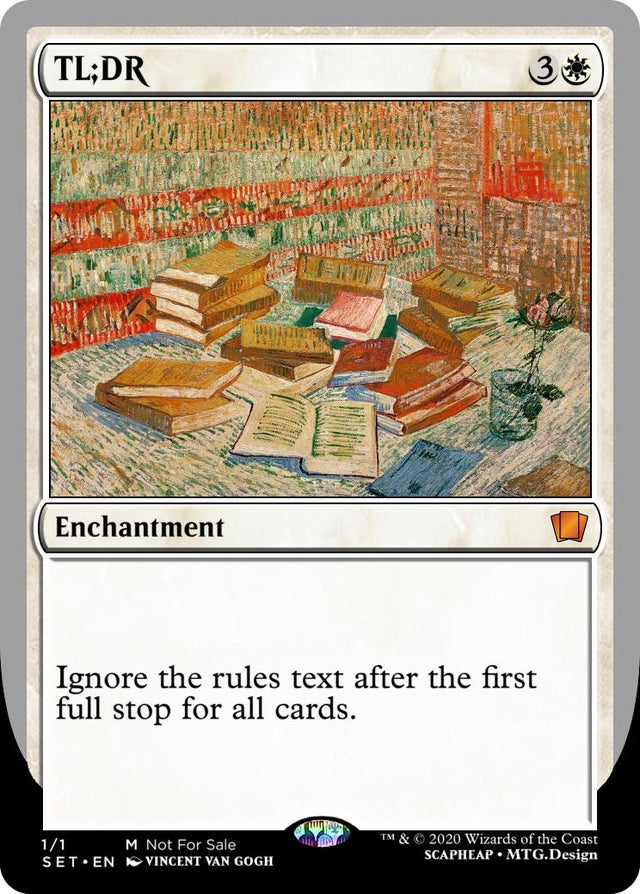 TL;DR 3
Enchantment
Ignore the rules text after the first
full stop for all cards.
1/1 M Not For Sale ™ & © 2020 Wizards of the Coast
SET • EN VINCENT VAN GOGH SCAPHEAP • MTG.Design